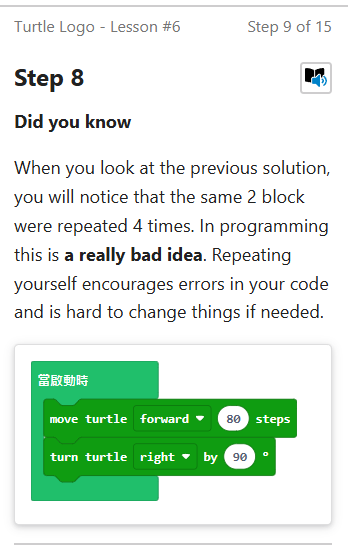 Turtle Logo - Lesson #6 Step 9 of 15
Step 8
Did you know
When you look at the previous solution,
you will notice that the same 2 block
were repeated 4 times. In programming
this is a really bad idea. Repeating
yourself encourages errors in your code
and is hard to change things if needed.
當啟動時
move turtle forward 80 steps
turn turtle right by 90 °